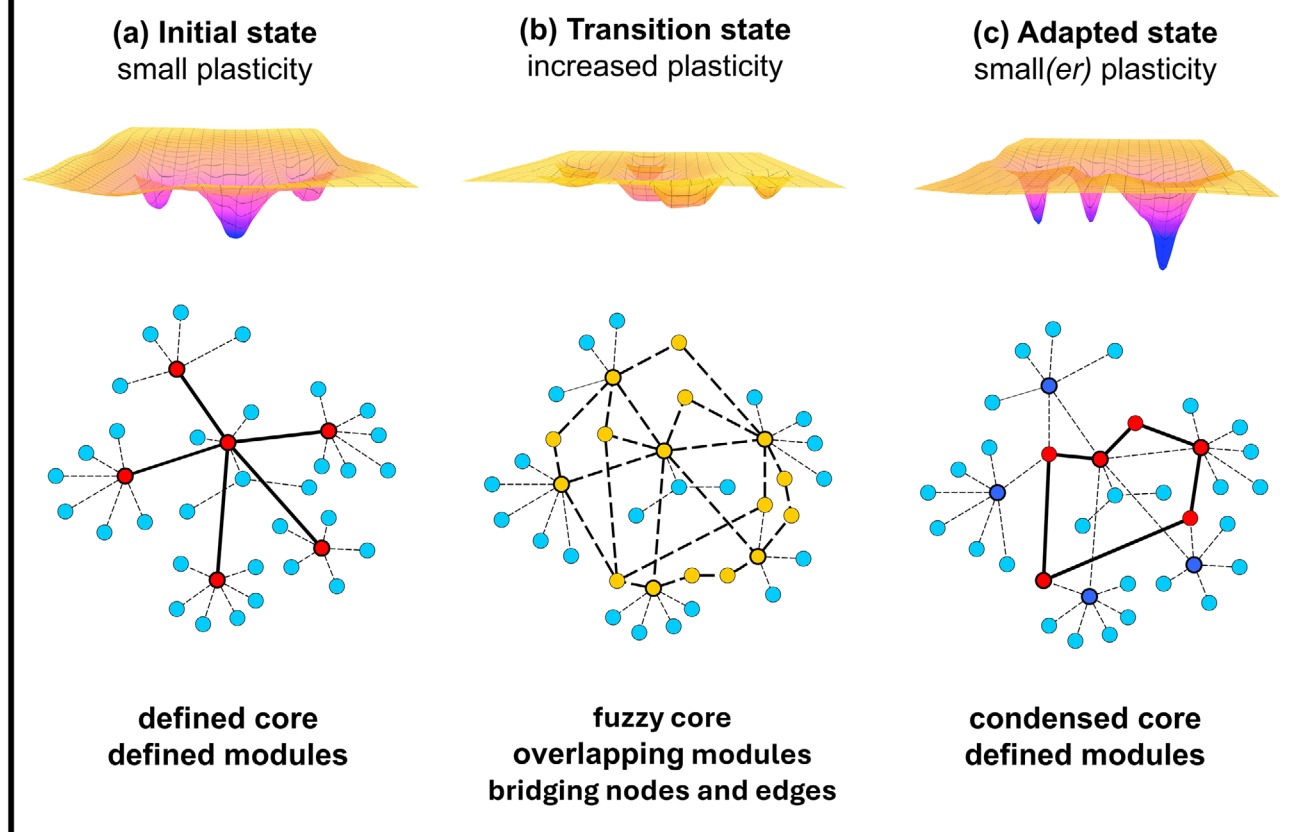 (a) Initial state
small plasticity
(b) Transition state
increased plasticity
(c) Adapted state
small(er) plasticity
defined core
defined modules
fuzzy core
overlapping modules
bridging nodes and edges
condensed core
defined modules